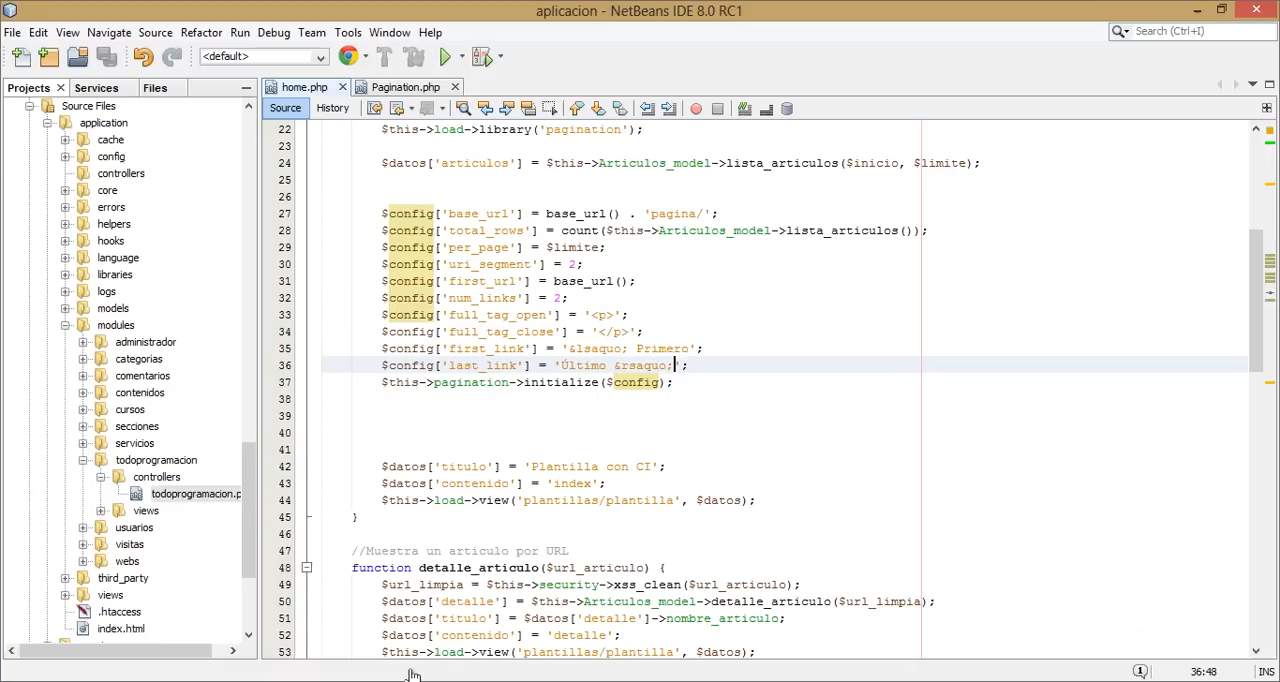 aplicacion - NetBeans IDE 8.0 RC1
File Edit View Navigate Source Refactor Run Debug Team Tools Window Help
Search (Ctrl+I)
<default>
Projects Services Files
home.php Pagination.php
Source History
Source Files
application
cache
config
controllers
core
errors
helpers
hooks
language
libraries
logs
models
modules
administrador
categorias
comentarios
contenidos
cursos
secciones
servicios
todoprogramacion
controllers
todoprogramacion.p
views
usuarios
visitas
webs
third_party
views
.htaccess
index.html
22 $this->load->library('pagination');
23
24 $datos['articulos'] = $this->Articulos_model->lista_articulos($inicio, $limite);
25
26
27 $config['base_url'] = base_url() . 'pagina/';
28 $config['total_rows'] = count($this->Articulos_model->lista_articulos());
29 $config['per_page'] = $limite;
30 $config['uri_segment'] = 2;
31 $config['first_url'] = base_url();
32 $config['num_links'] = 2;
33 $config['full_tag_open'] = '<p>';
34 $config['full_tag_close'] = '</p>';
35 $config['first_link'] = '&lsaquo; Primero';
36 $config['last_link'] = 'Último &rsaquo;';
37 $this->pagination->initialize($config);
38
39
40
41
42 $datos['titulo'] = 'Plantilla con CI';
43 $datos['contenido'] = 'index';
44 $this->load->view('plantillas/plantilla', $datos);
45 }
46
47 //Muestra un articulo por URL
48 function detalle_articulo($url_articulo) {
49 $url_limpia = $this->security->xss_clean($url_articulo);
50 $datos['detalle'] = $this->Articulos_model->detalle_articulo($url_limpia);
51 $datos['titulo'] = $datos['detalle']->nombre_articulo;
52 $datos['contenido'] = 'detalle';
53 $this->load->view('plantillas/plantilla', $datos);
36:48 INS